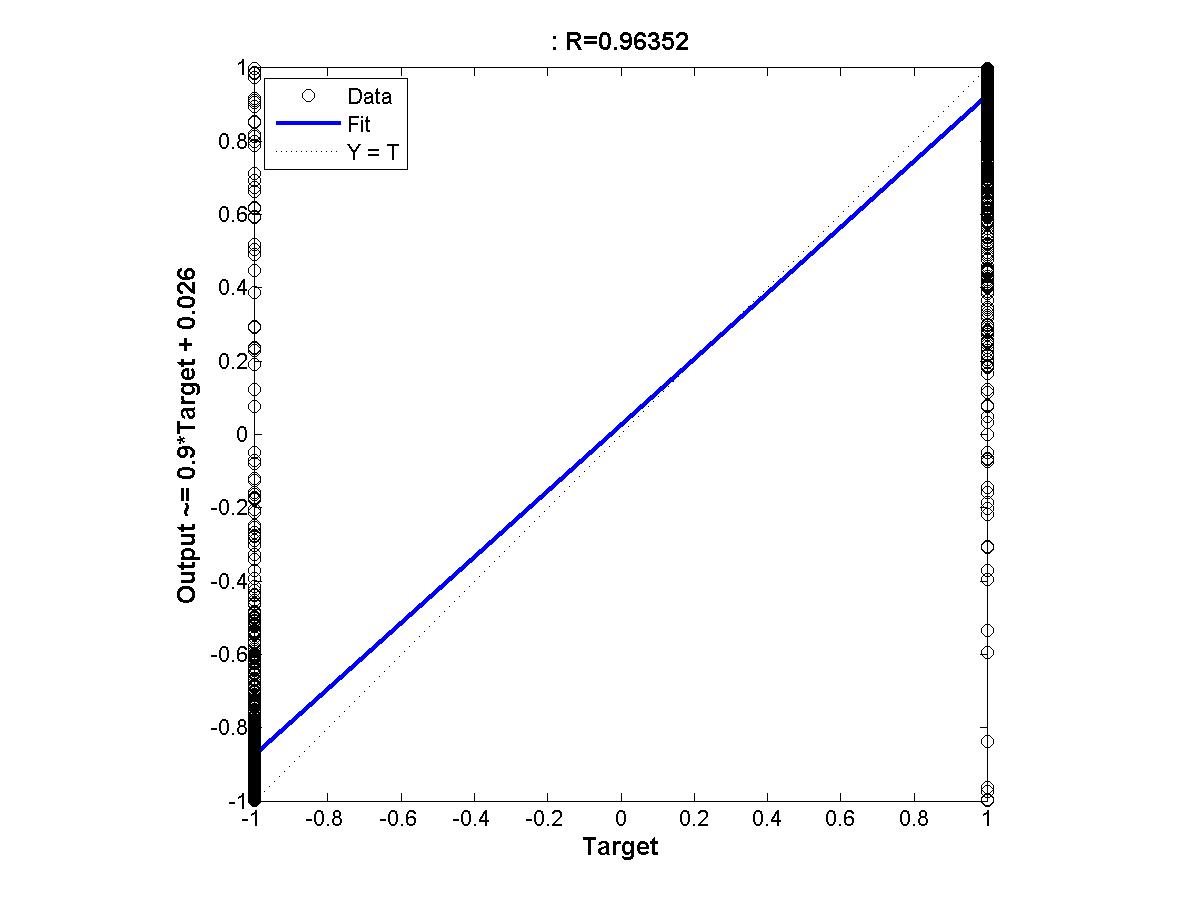 : R=0.96352
Data
Fit
Y = T
Output ~= 0.9*Target + 0.026
1
0.8
0.6
0.4
0.2
0
-0.2
-0.4
-0.6
-0.8
-1
-1 -0.8 -0.6 -0.4 -0.2 0 0.2 0.4 0.6 0.8 1
Target